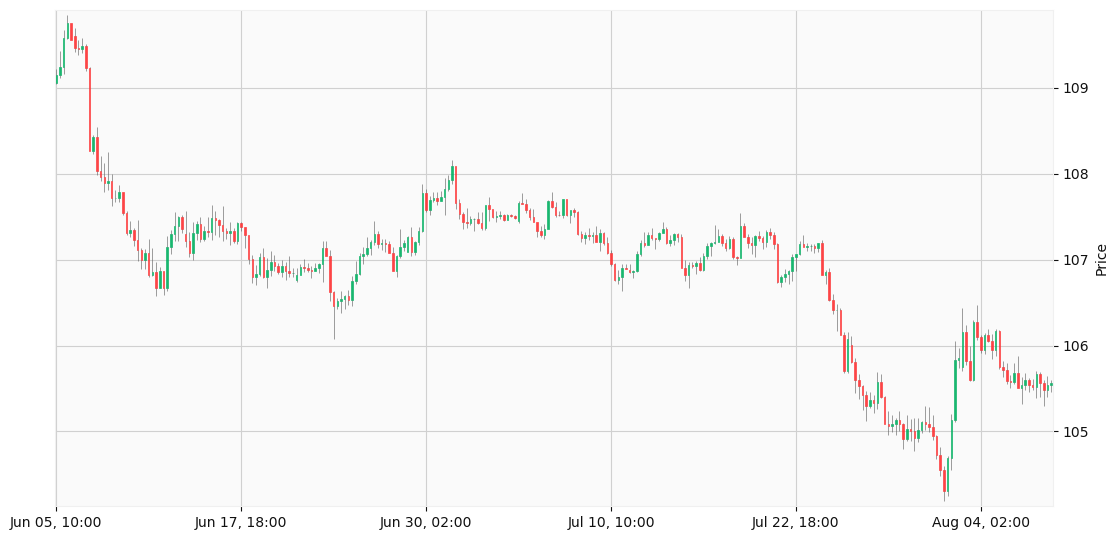 109
108
107
106
105
Price
Jun 05, 10:00
Jun 17, 18:00
Jun 30, 02:00
Jul 10, 10:00
Jul 22, 18:00
Aug 04, 02:00